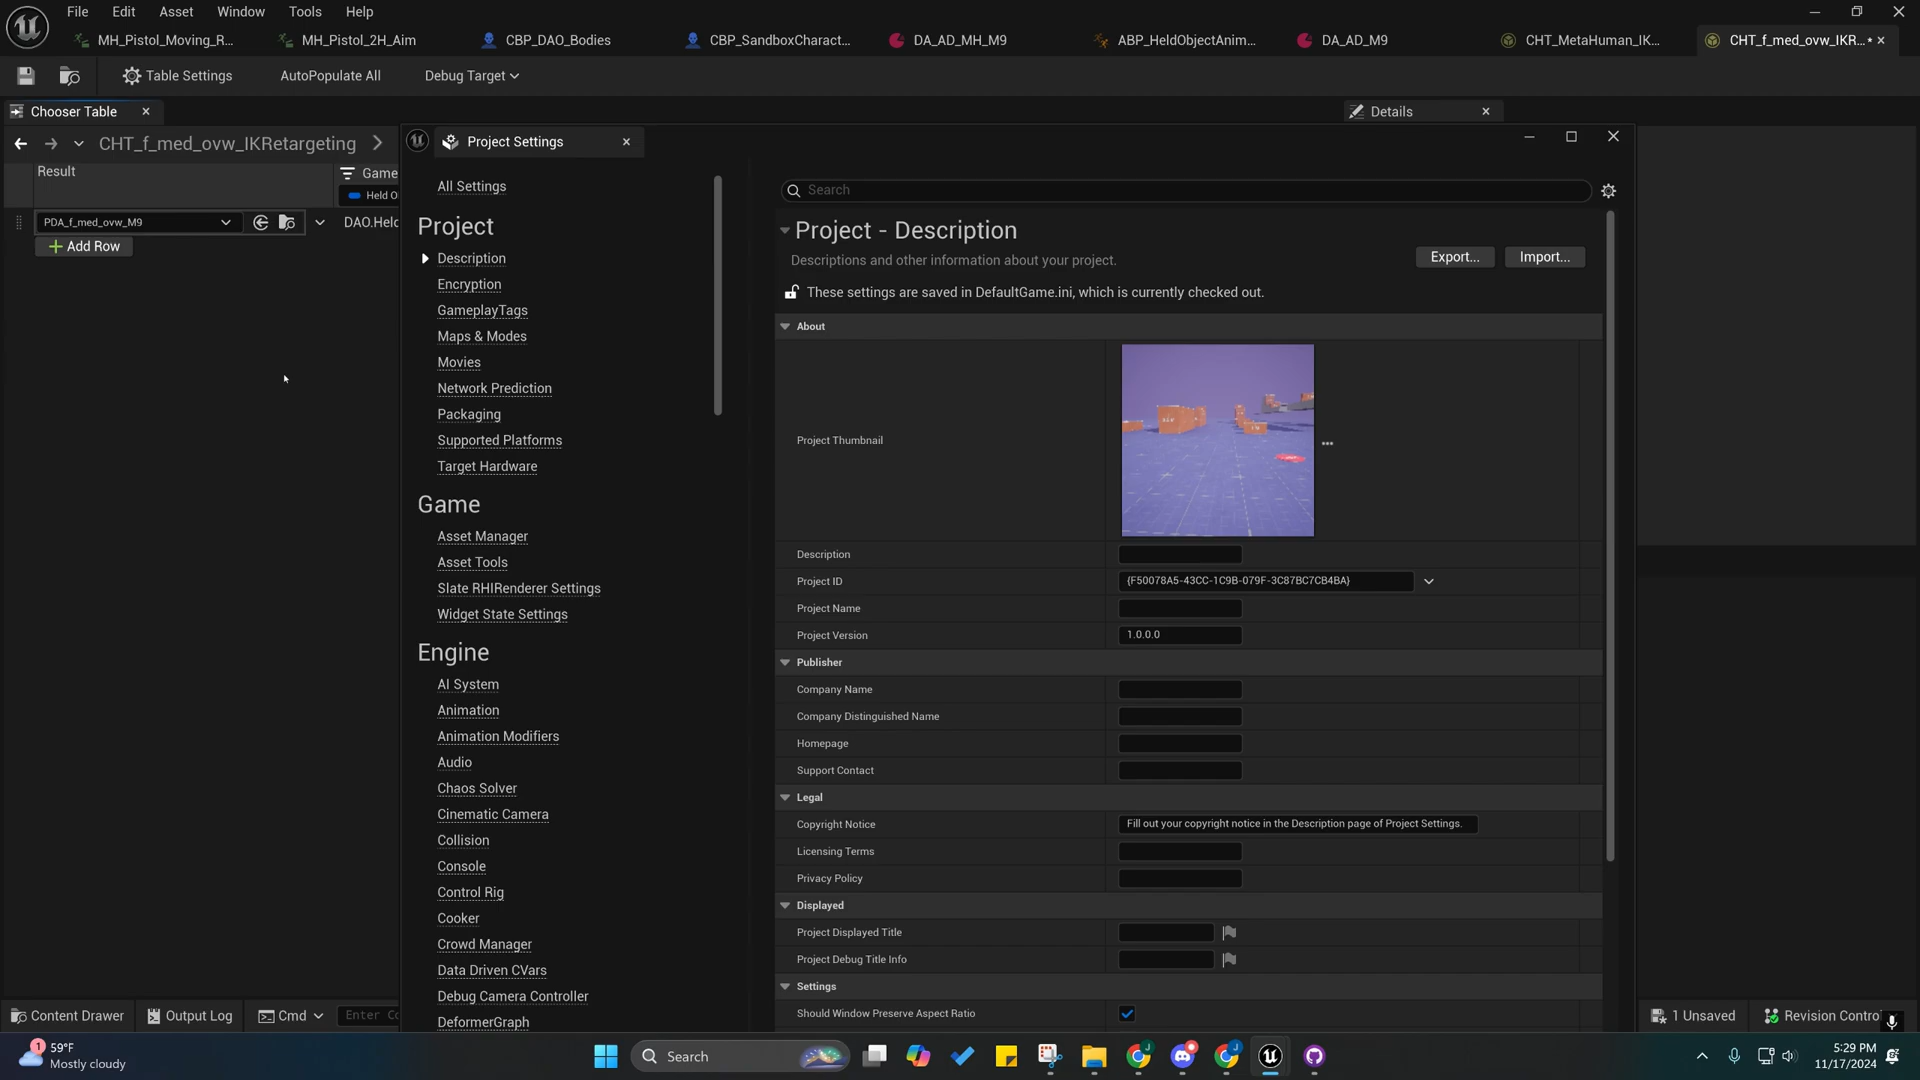 File Edit Asset Window Tools Help
MH_Pistol_Moving_R... MH_Pistol_2H_Aim CBP_DAO_Bodies CBP_SandboxCharact... DA_AD_MH_M9 ABP_HeldObjectAnim... DA_AD_M9 CHT_MetaHuman_IK... CHT_f_med_ovw_IKR...•
Table Settings AutoPopulate All Debug Target
Chooser Table Details
CHT_f_med_ovw_IKRetargeting
Project Settings
Result Game
Held O
PDA_f_med_ovw_M9 DAO.Held
Add Row
All Settings
Project
Description
Encryption
GameplayTags
Maps & Modes
Movies
Network Prediction
Packaging
Supported Platforms
Target Hardware
Game
Asset Manager
Asset Tools
Slate RHIRenderer Settings
Widget State Settings
Engine
AI System
Animation
Animation Modifiers
Audio
Chaos Solver
Cinematic Camera
Collision
Console
Control Rig
Cooker
Crowd Manager
Data Driven CVars
Debug Camera Controller
DeformerGraph
Search
Project - Description
Descriptions and other information about your project.
Export... Import...
These settings are saved in DefaultGame.ini, which is currently checked out.
About
Project Thumbnail
Description
Project ID {F50078A5-43CC-1C9B-079F-3C87BC7CB4BA}
Project Name
Project Version 1.0.0.0
Publisher
Company Name
Company Distinguished Name
Homepage
Support Contact
Legal
Copyright Notice Fill out your copyright notice in the Description page of Project Settings.
Licensing Terms
Privacy Policy
Displayed
Project Displayed Title
Project Debug Title Info
Settings
Should Window Preserve Aspect Ratio
Content Drawer Output Log Cmd Enter Co 1 Unsaved Revision Contro
1 59°F
Mostly cloudy
Search
5:29 PM
11/17/2024